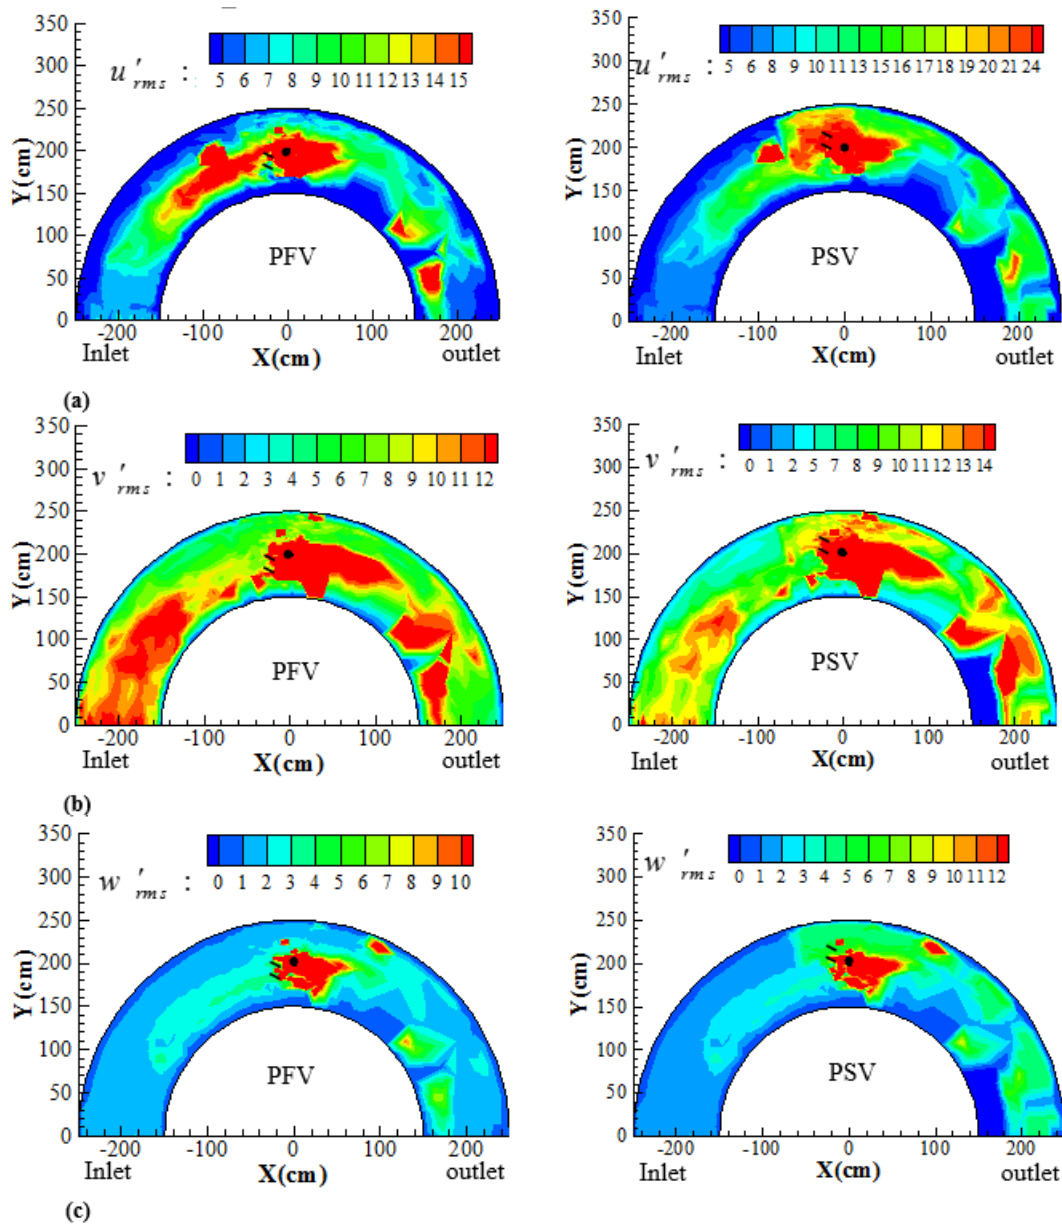 350
300
250
200
150
100
50
0
Y(cm)
u'rms :
5 6 7 8 9 10 11 12 13 14 15
PFV
-200 -100 0 100 200
Inlet X(cm) outlet
350
300
250
200
150
100
50
0
Y(cm)
u'rms :
5 6 8 9 10 11 13 15 16 17 18 19 20 21 24
PSV
-200 -100 0 100 200
Inlet X(cm) outlet
(a)
350
300
250
200
150
100
50
0
Y(cm)
v'rms :
0 1 2 3 4 5 6 7 8 9 10 11 12
PFV
-200 -100 0 100 200
Inlet X(cm) outlet
350
300
250
200
150
100
50
0
Y(cm)
v'rms :
0 1 2 3 5 7 8 9 10 11 12 13 14
PSV
-200 -100 0 100 200
Inlet X(cm) outlet
(b)
350
300
250
200
150
100
50
0
Y(cm)
w'rms :
0 1 2 3 4 5 6 7 8 9 10
PFV
-200 -100 0 100 200
Inlet X(cm) outlet
350
300
250
200
150
100
50
0
Y(cm)
w'rms :
0 1 2 3 4 5 6 7 8 9 10 11 12
PSV
-200 -100 0 100 200
Inlet X(cm) outlet
(c)